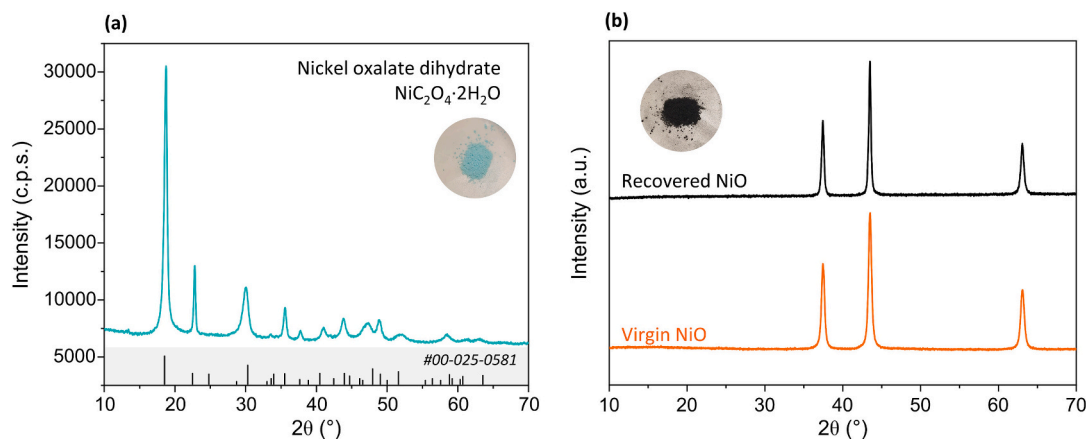 (a)
Nickel oxalate dihydrate
NiC₂O₄·2H₂O
#00-025-0581
Intensity (c.p.s.)
30000
25000
20000
15000
10000
5000
10 20 30 40 50 60 70
2θ (°)
(b)
Recovered NiO
Virgin NiO
Intensity (a.u.)
10 20 30 40 50 60 70
2θ (°)